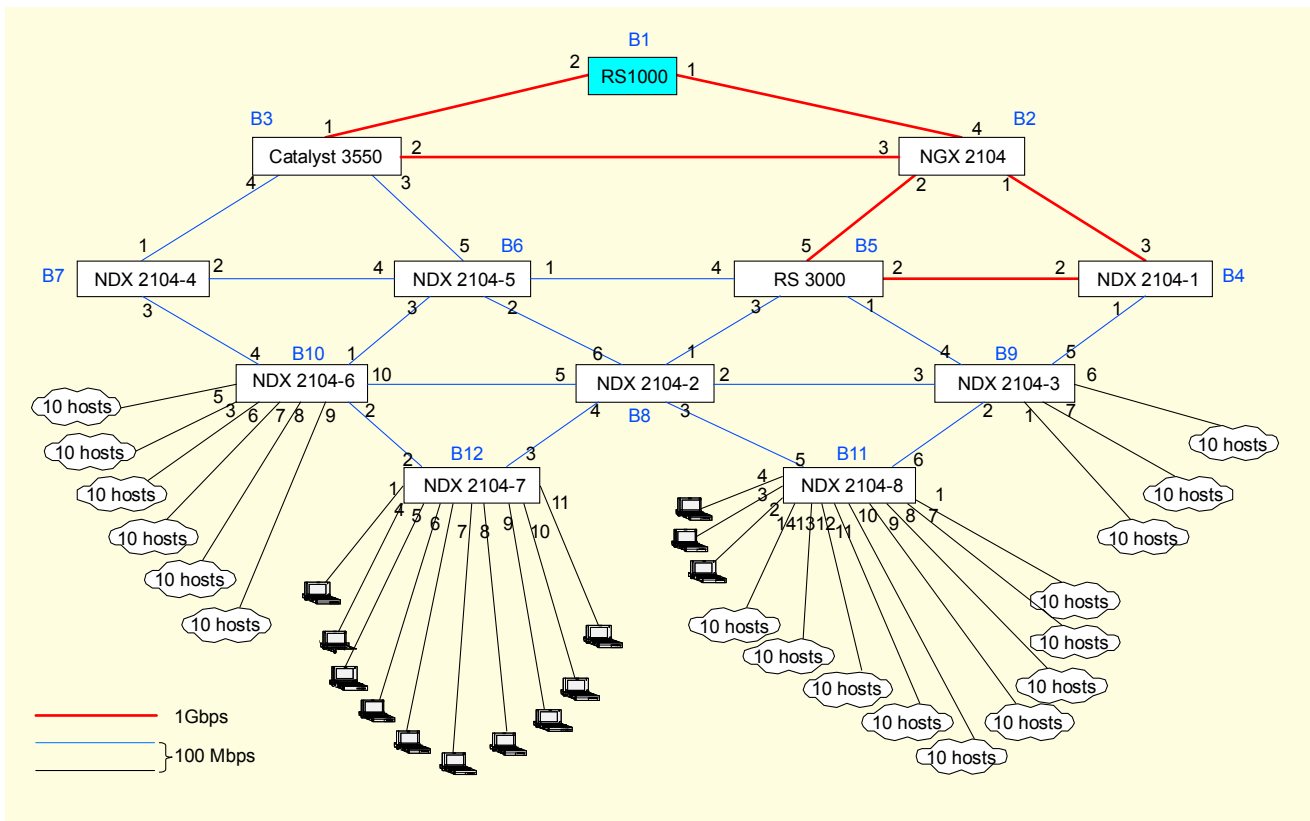 B1
2
RS1000
1
B3
1
4
B2
Catalyst 3550
2
3
NGX 2104
4
3
2
1
1
5
B6
B5
5
3
B7
NDX 2104-4
2
4
NDX 2104-5
1
4
RS 3000
2
2
NDX 2104-1
B4
3
3
2
3
1
1
4
B10
1
6
1
4
B9
5
NDX 2104-6
10
5
NDX 2104-2
2
3
NDX 2104-3
6
5
3
6
7
8
9
2
4
B8
3
2
1
7
10 hosts
10 hosts
10 hosts
10 hosts
10 hosts
10 hosts
2
B12
3
NDX 2104-7
1
4
5
6
7
8
9
10
11
5
B11
6
NDX 2104-8
4
3
2
14
13
12
11
10
9
8
7
1
10 hosts
10 hosts
10 hosts
10 hosts
10 hosts
10 hosts
10 hosts
10 hosts
10 hosts
10 hosts
10 hosts
10 hosts
1Gbps
100 Mbps